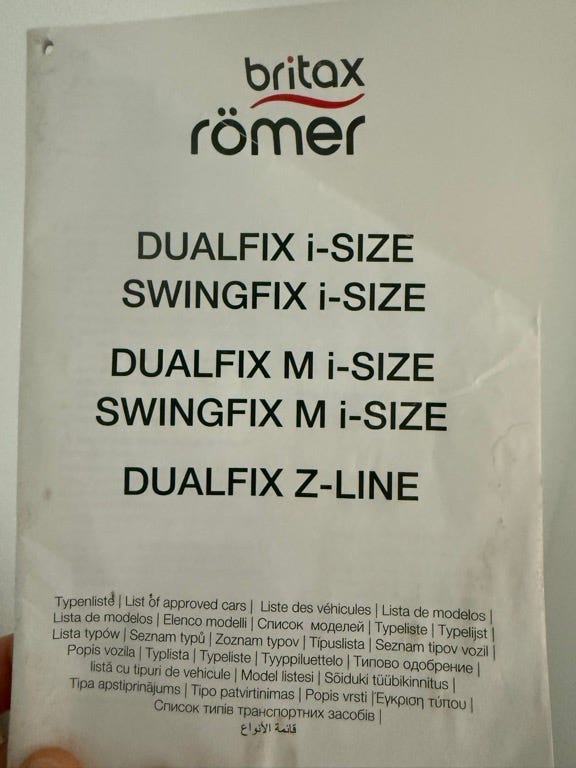 britax
römer
DUALFIX i-SIZE
SWINGFIX i-SIZE
DUALFIX M i-SIZE
SWINGFIX M i-SIZE
DUALFIX Z-LINE
Typenliste | List of approved cars | Liste des véhicules | Lista de modelos |
Lista de modelos | Elenco modelli | Список моделей | Typeliste | Typelijst |
Lista typów | Seznam typů | Zoznam typov | Típuslista | Seznam tipov vozil |
Popis vozila | Typlista | Typeliste | Tyyppiluettelo | Типово одобрение |
listă cu tipuri de vehicule | Model listesi | Sõiduki tüübikinnitus |
Tipa apstiprinājums | Tipo patvirtinimas | Popis vrsti | Έγκριση τύπου |
Список типів транспортних засобів |
قائمة الأنواع